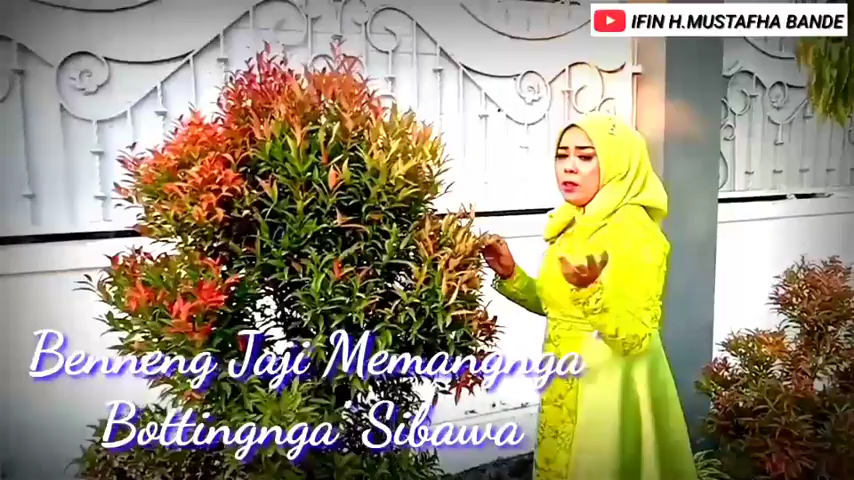 IFIN H.MUSTAFHA BANDE
Benneng Jaji Memangnga
Bottingnga Sibawa